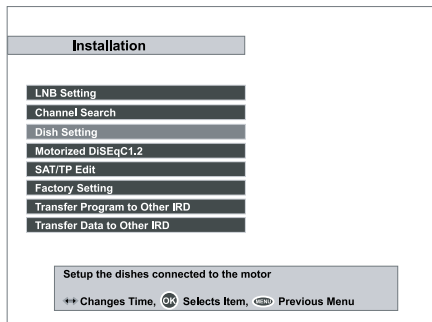 Installation
LNB Setting
Channel Search
Dish Setting
Motorized DiSEqC1.2
SAT/TP Edit
Factory Setting
Transfer Program to Other IRD
Transfer Data to Other IRD
Setup the dishes connected to the motor
Changes Time, OK Selects Item, MENU Previous Menu